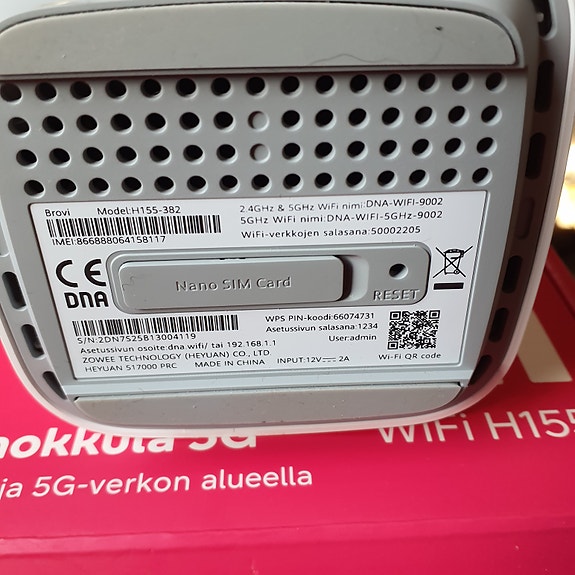 Brovi Model:H155-382
IMEI:866888064158117
2.4GHz & 5GHz WiFi nimi:DNA-WIFI-9002
5GHz WiFi nimi:DNA-WIFI-5GHz-9002
WiFi-verkkojen salasana:50002205
CE
DNA
Nano SIM Card
RESET
S/N:2DN7S25B13004119
WPS PIN-koodi:66074731
Asetussivun salasana:1234
User:admin
Asetussivun osoite:dna.wifi/ tai 192.168.1.1
ZOWEE TECHNOLOGY (HEYUAN) CO., LTD
HEYUAN 517000 PRC MADE IN CHINA INPUT:12V⎓2A
Wi-Fi QR code
mokkula 5G
WiFi H155
ja 5G-verkon alueella